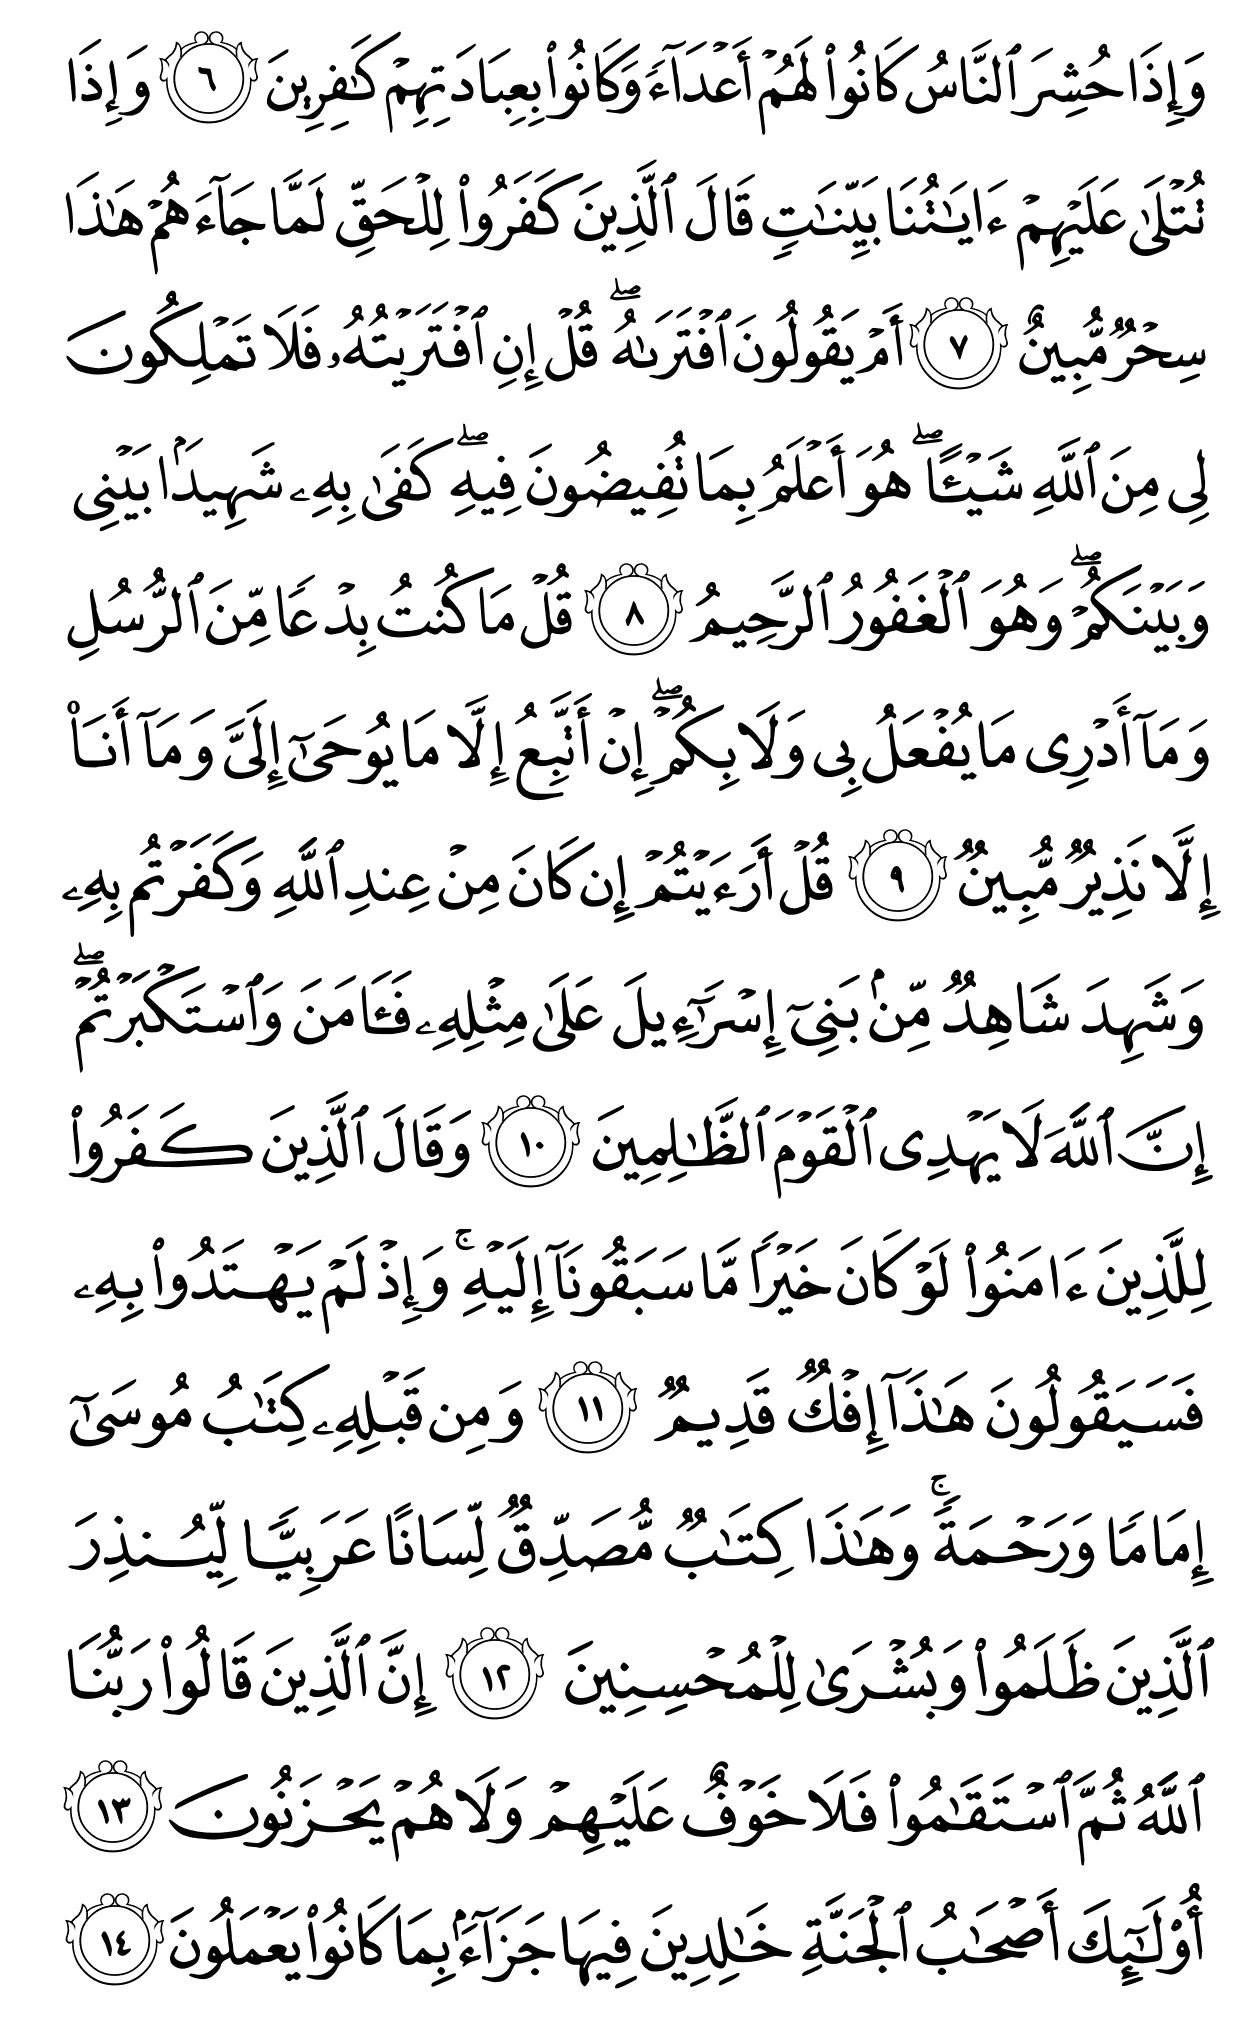 وَإِذَا حُشِرَ ٱلنَّاسُ كَانُوا۟ لَهُمْ أَعْدَآءً وَكَانُوا۟ بِعِبَادَتِهِمْ كَـٰفِرِينَ ٦ وَإِذَا
تُتْلَىٰ عَلَيْهِمْ ءَايَـٰتُنَا بَيِّنَـٰتٍ قَالَ ٱلَّذِينَ كَفَرُوا۟ لِلْحَقِّ لَمَّا جَآءَهُمْ هَـٰذَا
سِحْرٌ مُّبِينٌ ٧ أَمْ يَقُولُونَ ٱفْتَرَىٰهُ ۖ قُلْ إِنِ ٱفْتَرَيْتُهُۥ فَلَا تَمْلِكُونَ
لِى مِنَ ٱللَّهِ شَيْـًٔا ۖ هُوَ أَعْلَمُ بِمَا تُفِيضُونَ فِيهِ ۖ كَفَىٰ بِهِۦ شَهِيدًۢا بَيْنِى
وَبَيْنَكُمْ ۖ وَهُوَ ٱلْغَفُورُ ٱلرَّحِيمُ ٨ قُلْ مَا كُنتُ بِدْعًا مِّنَ ٱلرُّسُلِ
وَمَآ أَدْرِى مَا يُفْعَلُ بِى وَلَا بِكُمْ ۖ إِنْ أَتَّبِعُ إِلَّا مَا يُوحَىٰٓ إِلَىَّ وَمَآ أَنَا۠
إِلَّا نَذِيرٌ مُّبِينٌ ٩ قُلْ أَرَءَيْتُمْ إِن كَانَ مِنْ عِندِ ٱللَّهِ وَكَفَرْتُم بِهِۦ
وَشَهِدَ شَاهِدٌ مِّنۢ بَنِىٓ إِسْرَٰٓءِيلَ عَلَىٰ مِثْلِهِۦ فَـَٔامَنَ وَٱسْتَكْبَرْتُمْ ۖ
إِنَّ ٱللَّهَ لَا يَهْدِى ٱلْقَوْمَ ٱلظَّـٰلِمِينَ ١٠ وَقَالَ ٱلَّذِينَ كَفَرُوا۟
لِلَّذِينَ ءَامَنُوا۟ لَوْ كَانَ خَيْرًا مَّا سَبَقُونَآ إِلَيْهِ ۚ وَإِذْ لَمْ يَهْتَدُوا۟ بِهِۦ
فَسَيَقُولُونَ هَـٰذَآ إِفْكٌ قَدِيمٌ ١١ وَمِن قَبْلِهِۦ كِتَـٰبُ مُوسَىٰٓ
إِمَامًا وَرَحْمَةً ۚ وَهَـٰذَا كِتَـٰبٌ مُّصَدِّقٌ لِّسَانًا عَرَبِيًّا لِّيُنذِرَ
ٱلَّذِينَ ظَلَمُوا۟ وَبُشْرَىٰ لِلْمُحْسِنِينَ ١٢ إِنَّ ٱلَّذِينَ قَالُوا۟ رَبُّنَا
ٱللَّهُ ثُمَّ ٱسْتَقَـٰمُوا۟ فَلَا خَوْفٌ عَلَيْهِمْ وَلَا هُمْ يَحْزَنُونَ ١٣
أُو۟لَـٰٓئِكَ أَصْحَـٰبُ ٱلْجَنَّةِ خَـٰلِدِينَ فِيهَا جَزَآءًۢ بِمَا كَانُوا۟ يَعْمَلُونَ ١٤